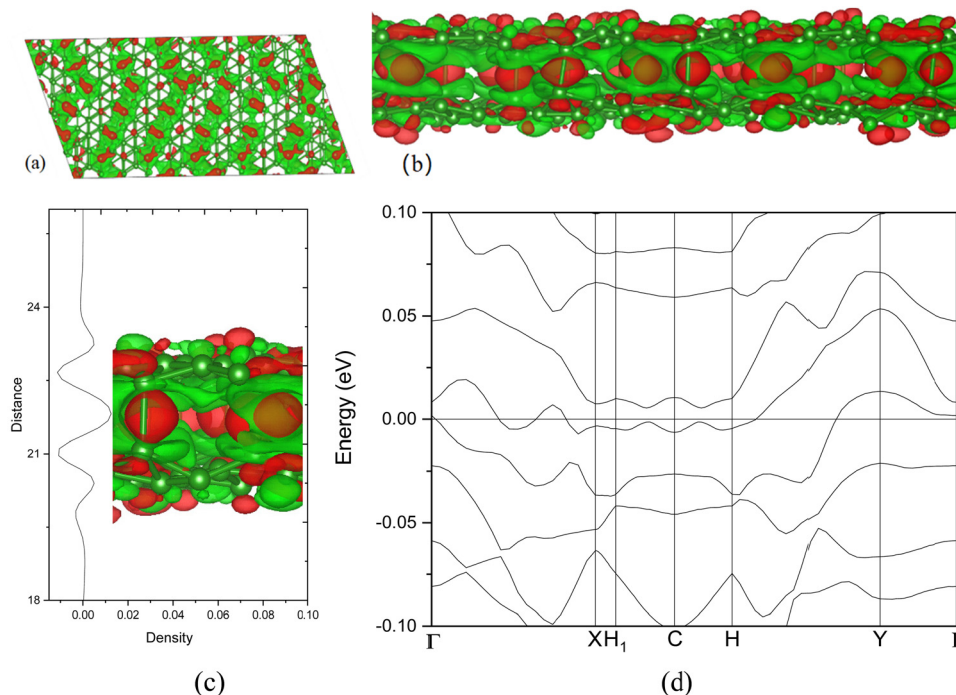 (a)
(b)
Distance
24
21
18
0.00 0.02 0.04 0.06 0.08 0.10
Density
(c)
Energy (eV)
0.10
0.05
0.00
-0.05
-0.10
Γ X H1 C H Y Γ
(d)